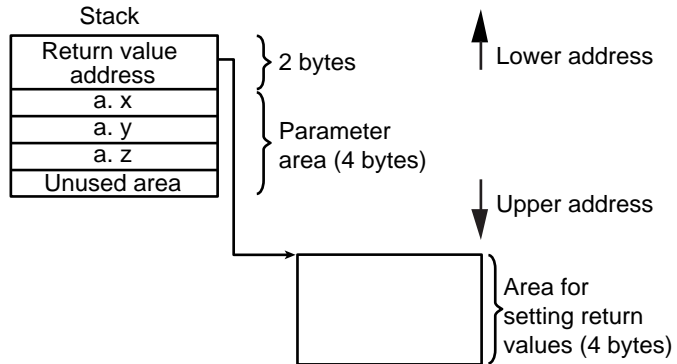 Stack
Return value
address
a. x
a. y
a. z
Unused area
2 bytes
Parameter
area (4 bytes)
Lower address
Upper address
Area for
setting return
values (4 bytes)